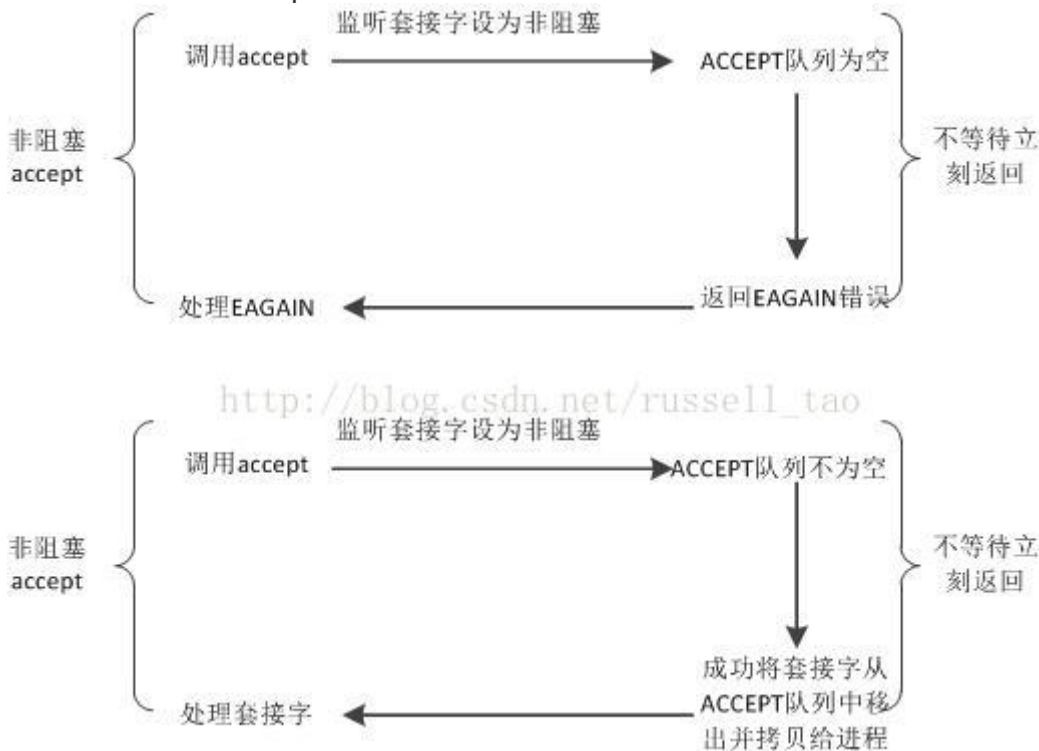 监听套接字设为非阻塞
调用accept
ACCEPT队列为空
非阻塞
accept
不等待立
刻返回
处理EAGAIN
返回EAGAIN错误
http://blog.csdn.net/russell_tao
监听套接字设为非阻塞
调用accept
ACCEPT队列不为空
非阻塞
accept
不等待立
刻返回
成功将套接字从
ACCEPT队列中移
出并拷贝给进程
处理套接字